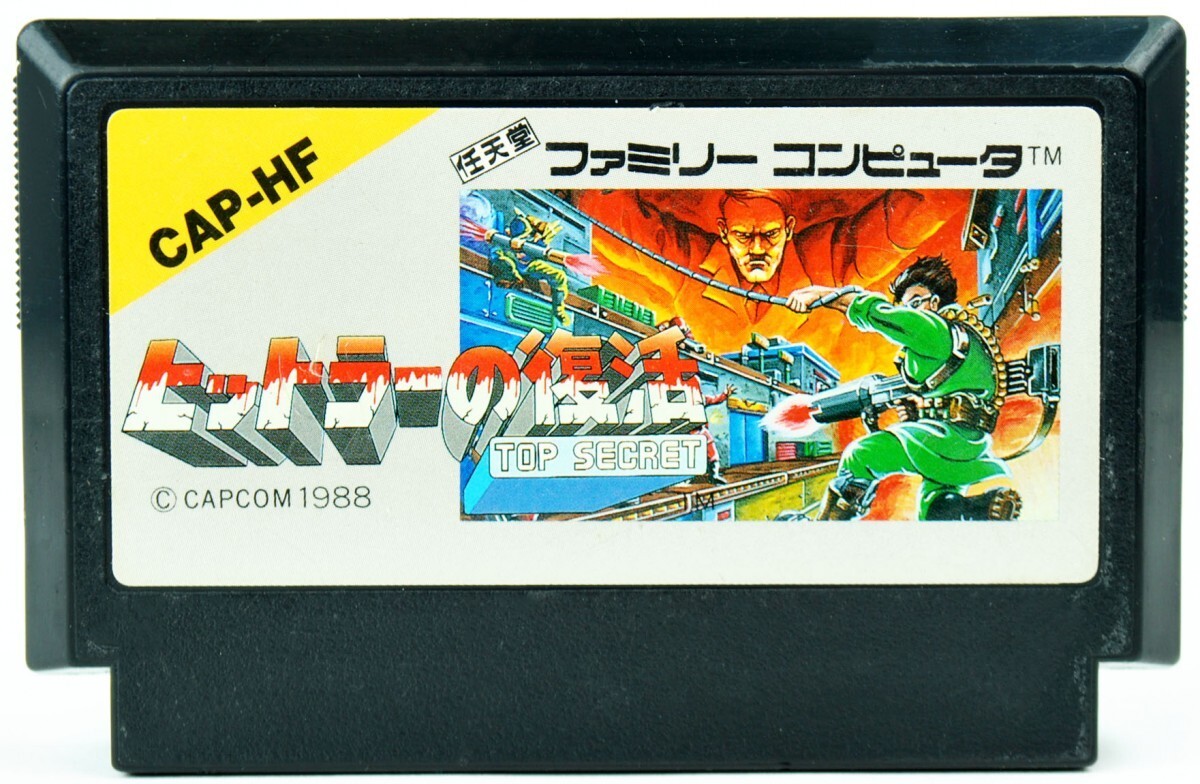 CAP-HF
任天堂
ファミリー コンピュータ™
ヒットラーの復活
TOP SECRET
© CAPCOM 1988